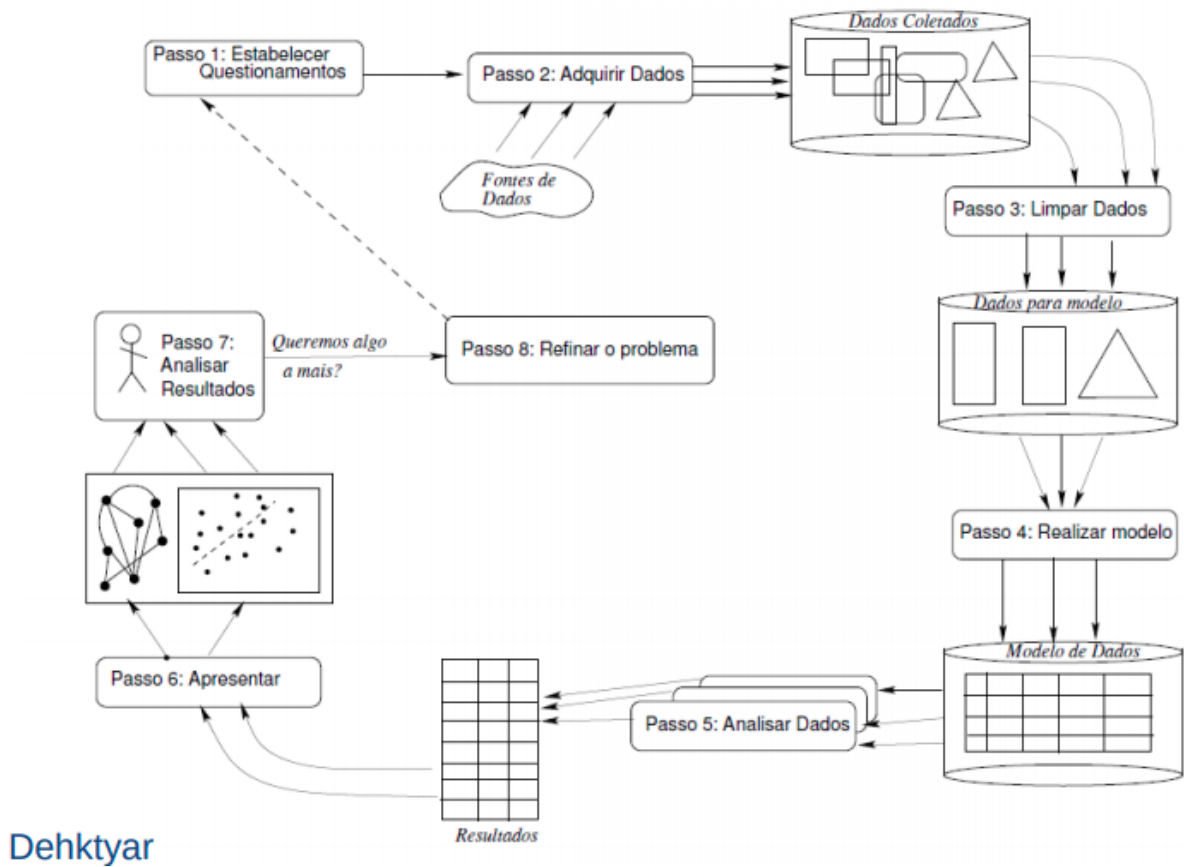 Passo 1: Estabelecer
Questionamentos
Passo 2: Adquirir Dados
Dados Coletados
Fontes de
Dados
Passo 3: Limpar Dados
Dados para modelo
Passo 4: Realizar modelo
Modelo de Dados
Passo 5: Analisar Dados
Resultados
Passo 6: Apresentar
Passo 7:
Analisar
Resultados
Queremos algo
a mais?
Passo 8: Refinar o problema
Dehktyar